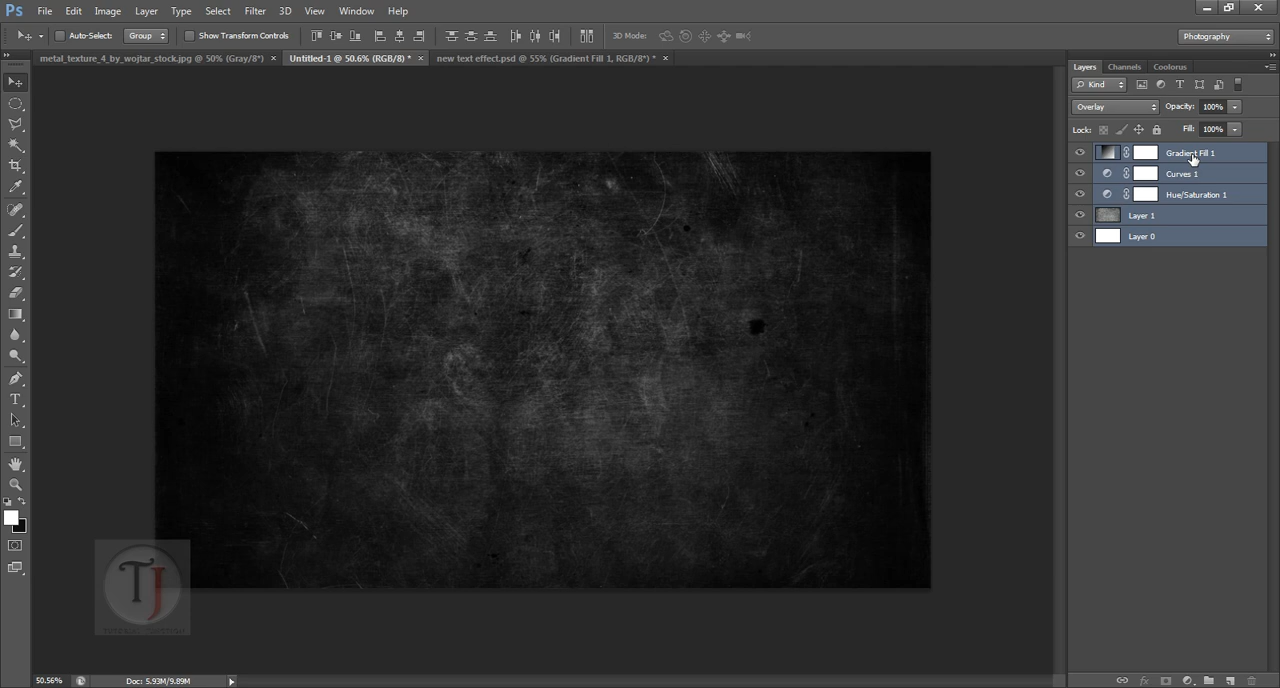 Ps File Edit Image Layer Type Select Filter 3D View Window Help
Auto-Select: Group Show Transform Controls 3D Mode: Photography
metal_texture_4_by_wojtar_stock.jpg @ 50% (Gray/8*) × Untitled-1 @ 50.6% (RGB/8) * × new text effect.psd @ 55% (Gradient Fill 1, RGB/8*) * ×
Layers Channels Coolorus
Kind
Overlay Opacity: 100%
Lock: Fill: 100%
Gradient Fill 1
Curves 1
Hue/Saturation 1
Layer 1
Layer 0
TJ
50.56% Doc: 5.93M/9.89M